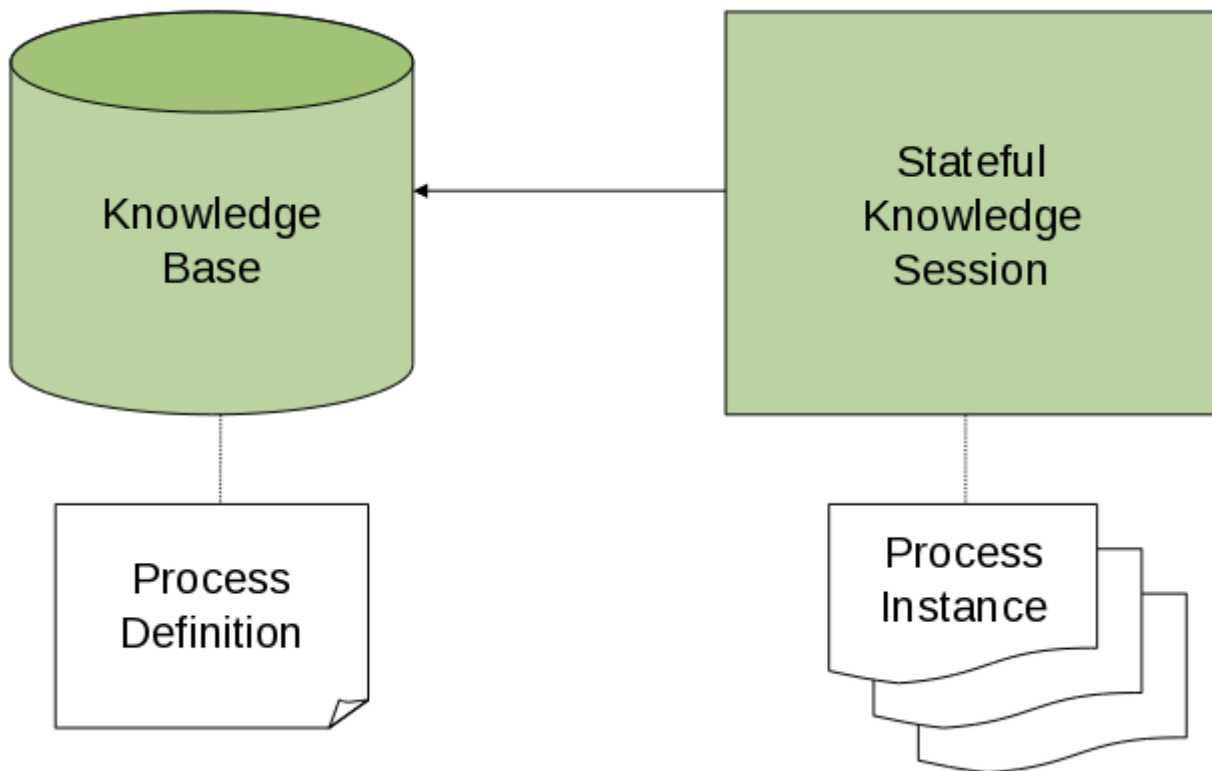 Knowledge
Base
Stateful
Knowledge
Session
Process
Definition
Process
Instance